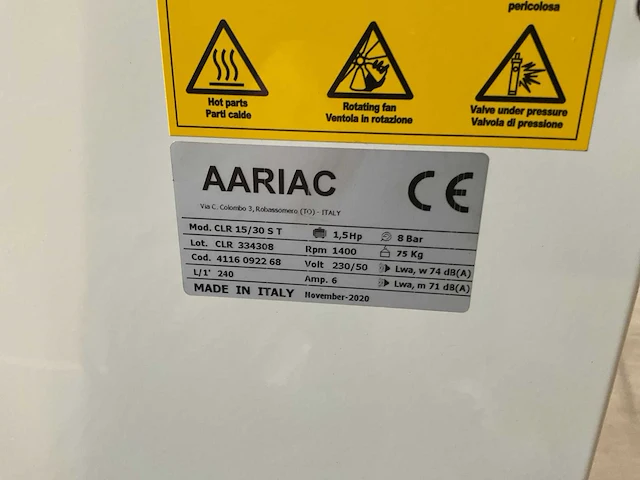 pericolosa
Hot parts
Parti calde
Rotating fan
Ventola in rotazione
Valve under pressure
Valvola di pressione
AARIAC CE
Via C. Colombo 3, Robassomero (TO) - ITALY
Mod. CLR 15/30 S T 1,5Hp 8 Bar
Lot. CLR 334308 Rpm 1400 75 Kg
Cod. 4116 0922 68 Volt 230/50 Lwa, w 74 dB(A)
L/1' 240 Amp. 6 Lwa, m 71 dB(A)
MADE IN ITALY November-2020